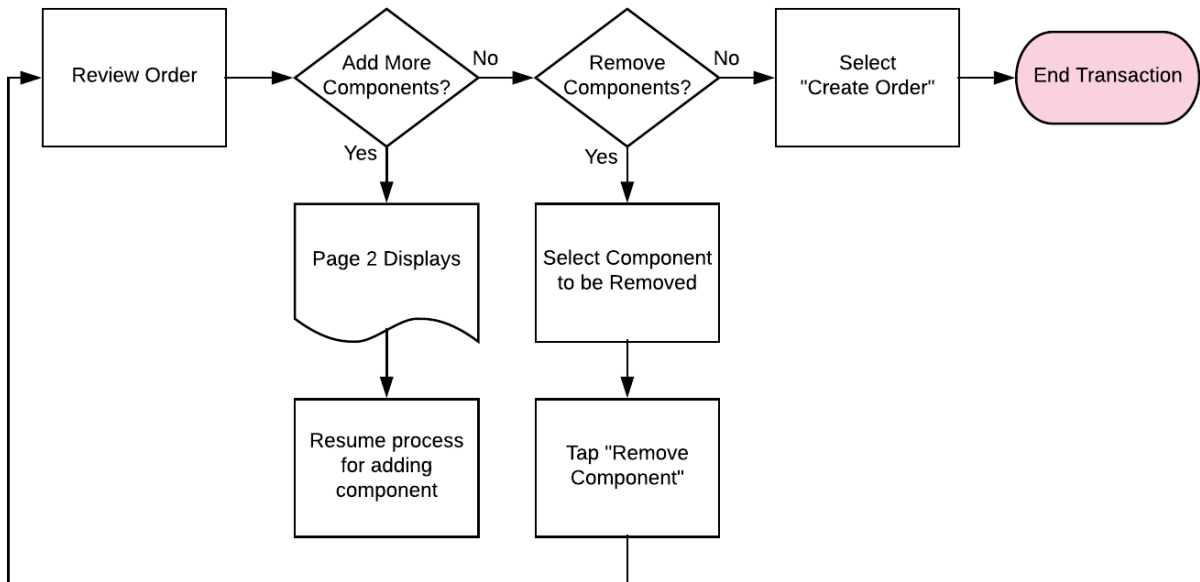 Review Order
Add More
Components?
No
Remove
Components?
No
Select
"Create Order"
End Transaction
Yes
Yes
Page 2 Displays
Select Component
to be Removed
Resume process
for adding
component
Tap "Remove
Component"